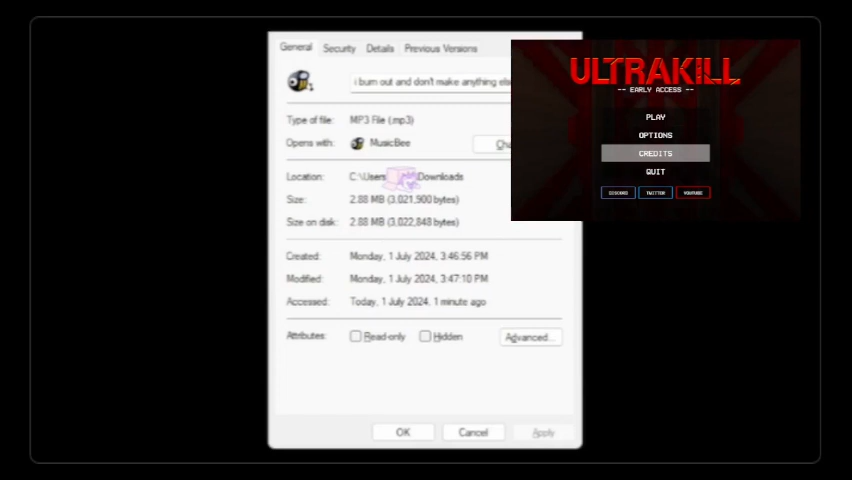 General Security Details Previous Versions
i burn out and don't make anything else
Type of file: MP3 File (.mp3)
Opens with: MusicBee Cha
Location: C:\Users Downloads
Size: 2.88 MB (3,021,900 bytes)
Size on disk: 2.88 MB (3,022,848 bytes)
Created: Monday, 1 July 2024, 3:46:56 PM
Modified: Monday, 1 July 2024, 3:47:10 PM
Accessed: Today, 1 July 2024, 1 minute ago
Attributes: Read-only Hidden Advanced...
OK Cancel Apply
ULTRAKILL
-- EARLY ACCESS --
PLAY
OPTIONS
CREDITS
QUIT
DISCORD TWITTER YOUTUBE